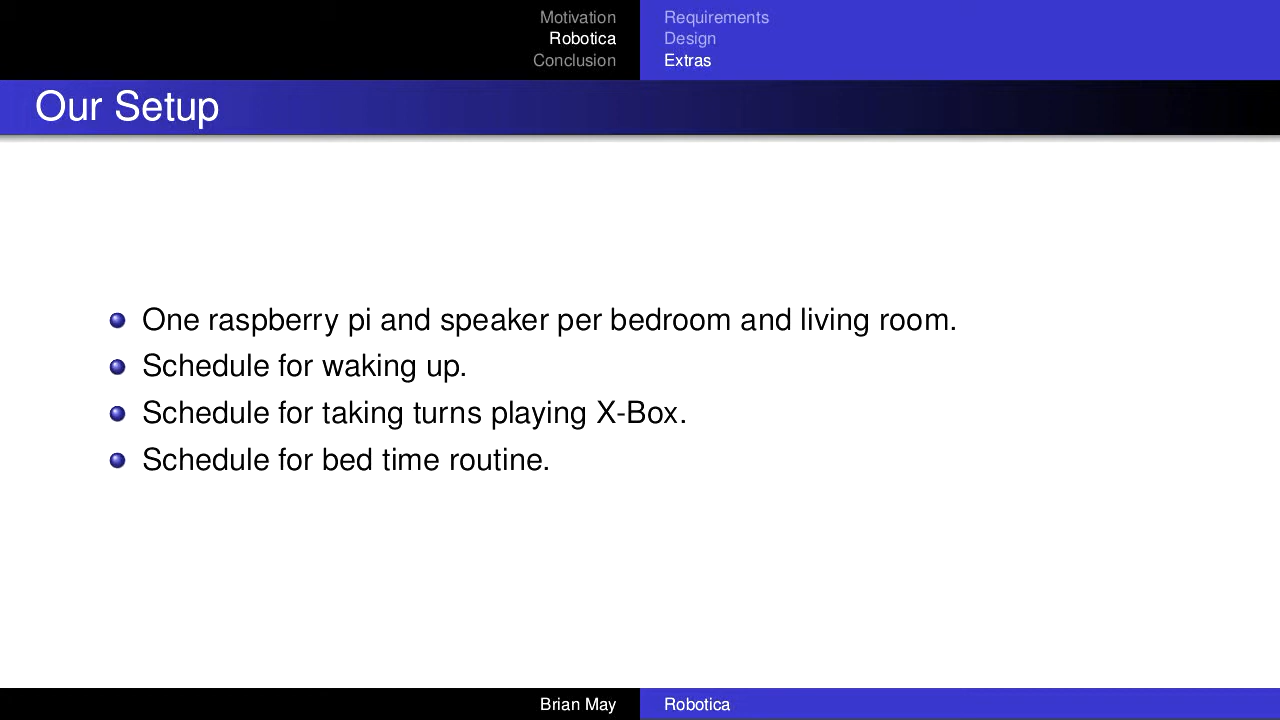 Motivation
Robotica
Conclusion
Requirements
Design
Extras
Our Setup
One raspberry pi and speaker per bedroom and living room.
Schedule for waking up.
Schedule for taking turns playing X-Box.
Schedule for bed time routine.
Brian May
Robotica